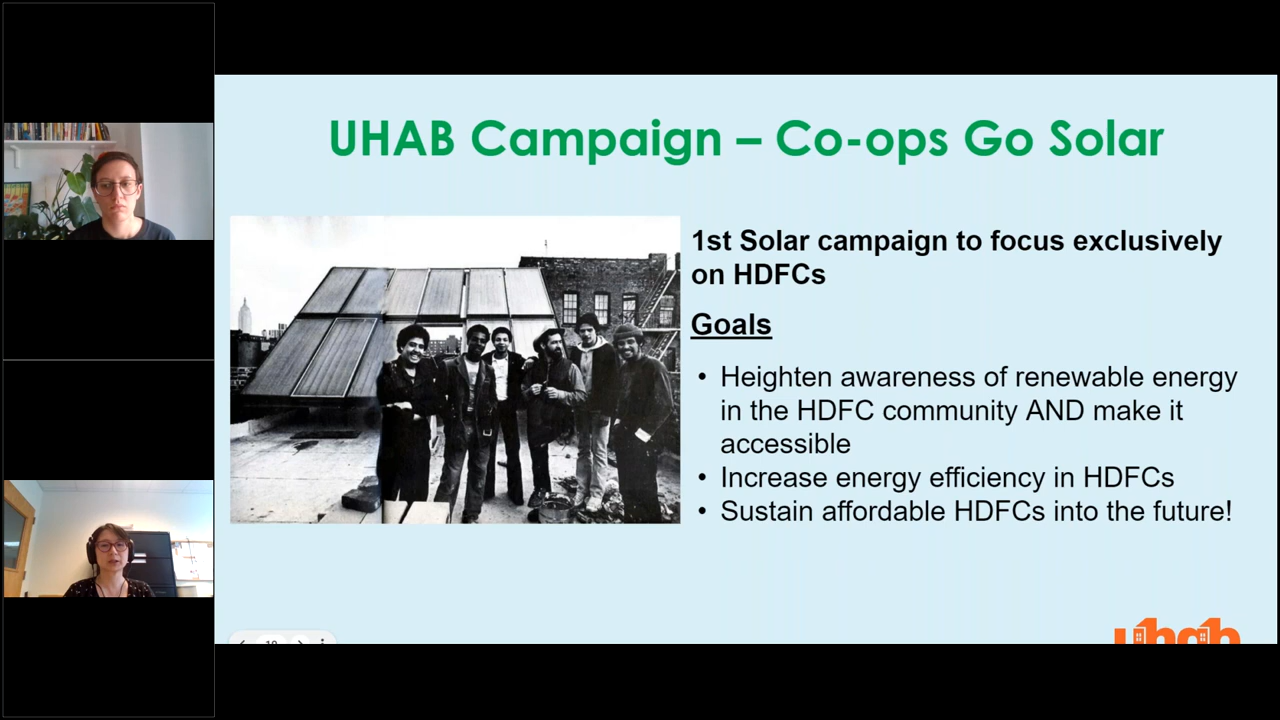 UHAB Campaign – Co-ops Go Solar
1st Solar campaign to focus exclusively
on HDFCs
Goals
• Heighten awareness of renewable energy
in the HDFC community AND make it
accessible
• Increase energy efficiency in HDFCs
• Sustain affordable HDFCs into the future!
uhab